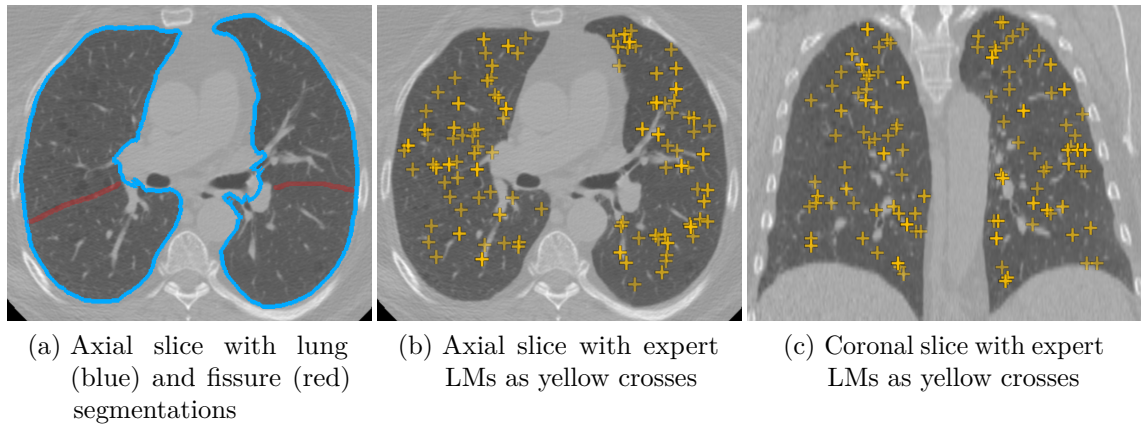 (a) Axial slice with lung
(blue) and fissure (red)
segmentations
(b) Axial slice with expert
LMs as yellow crosses
(c) Coronal slice with expert
LMs as yellow crosses